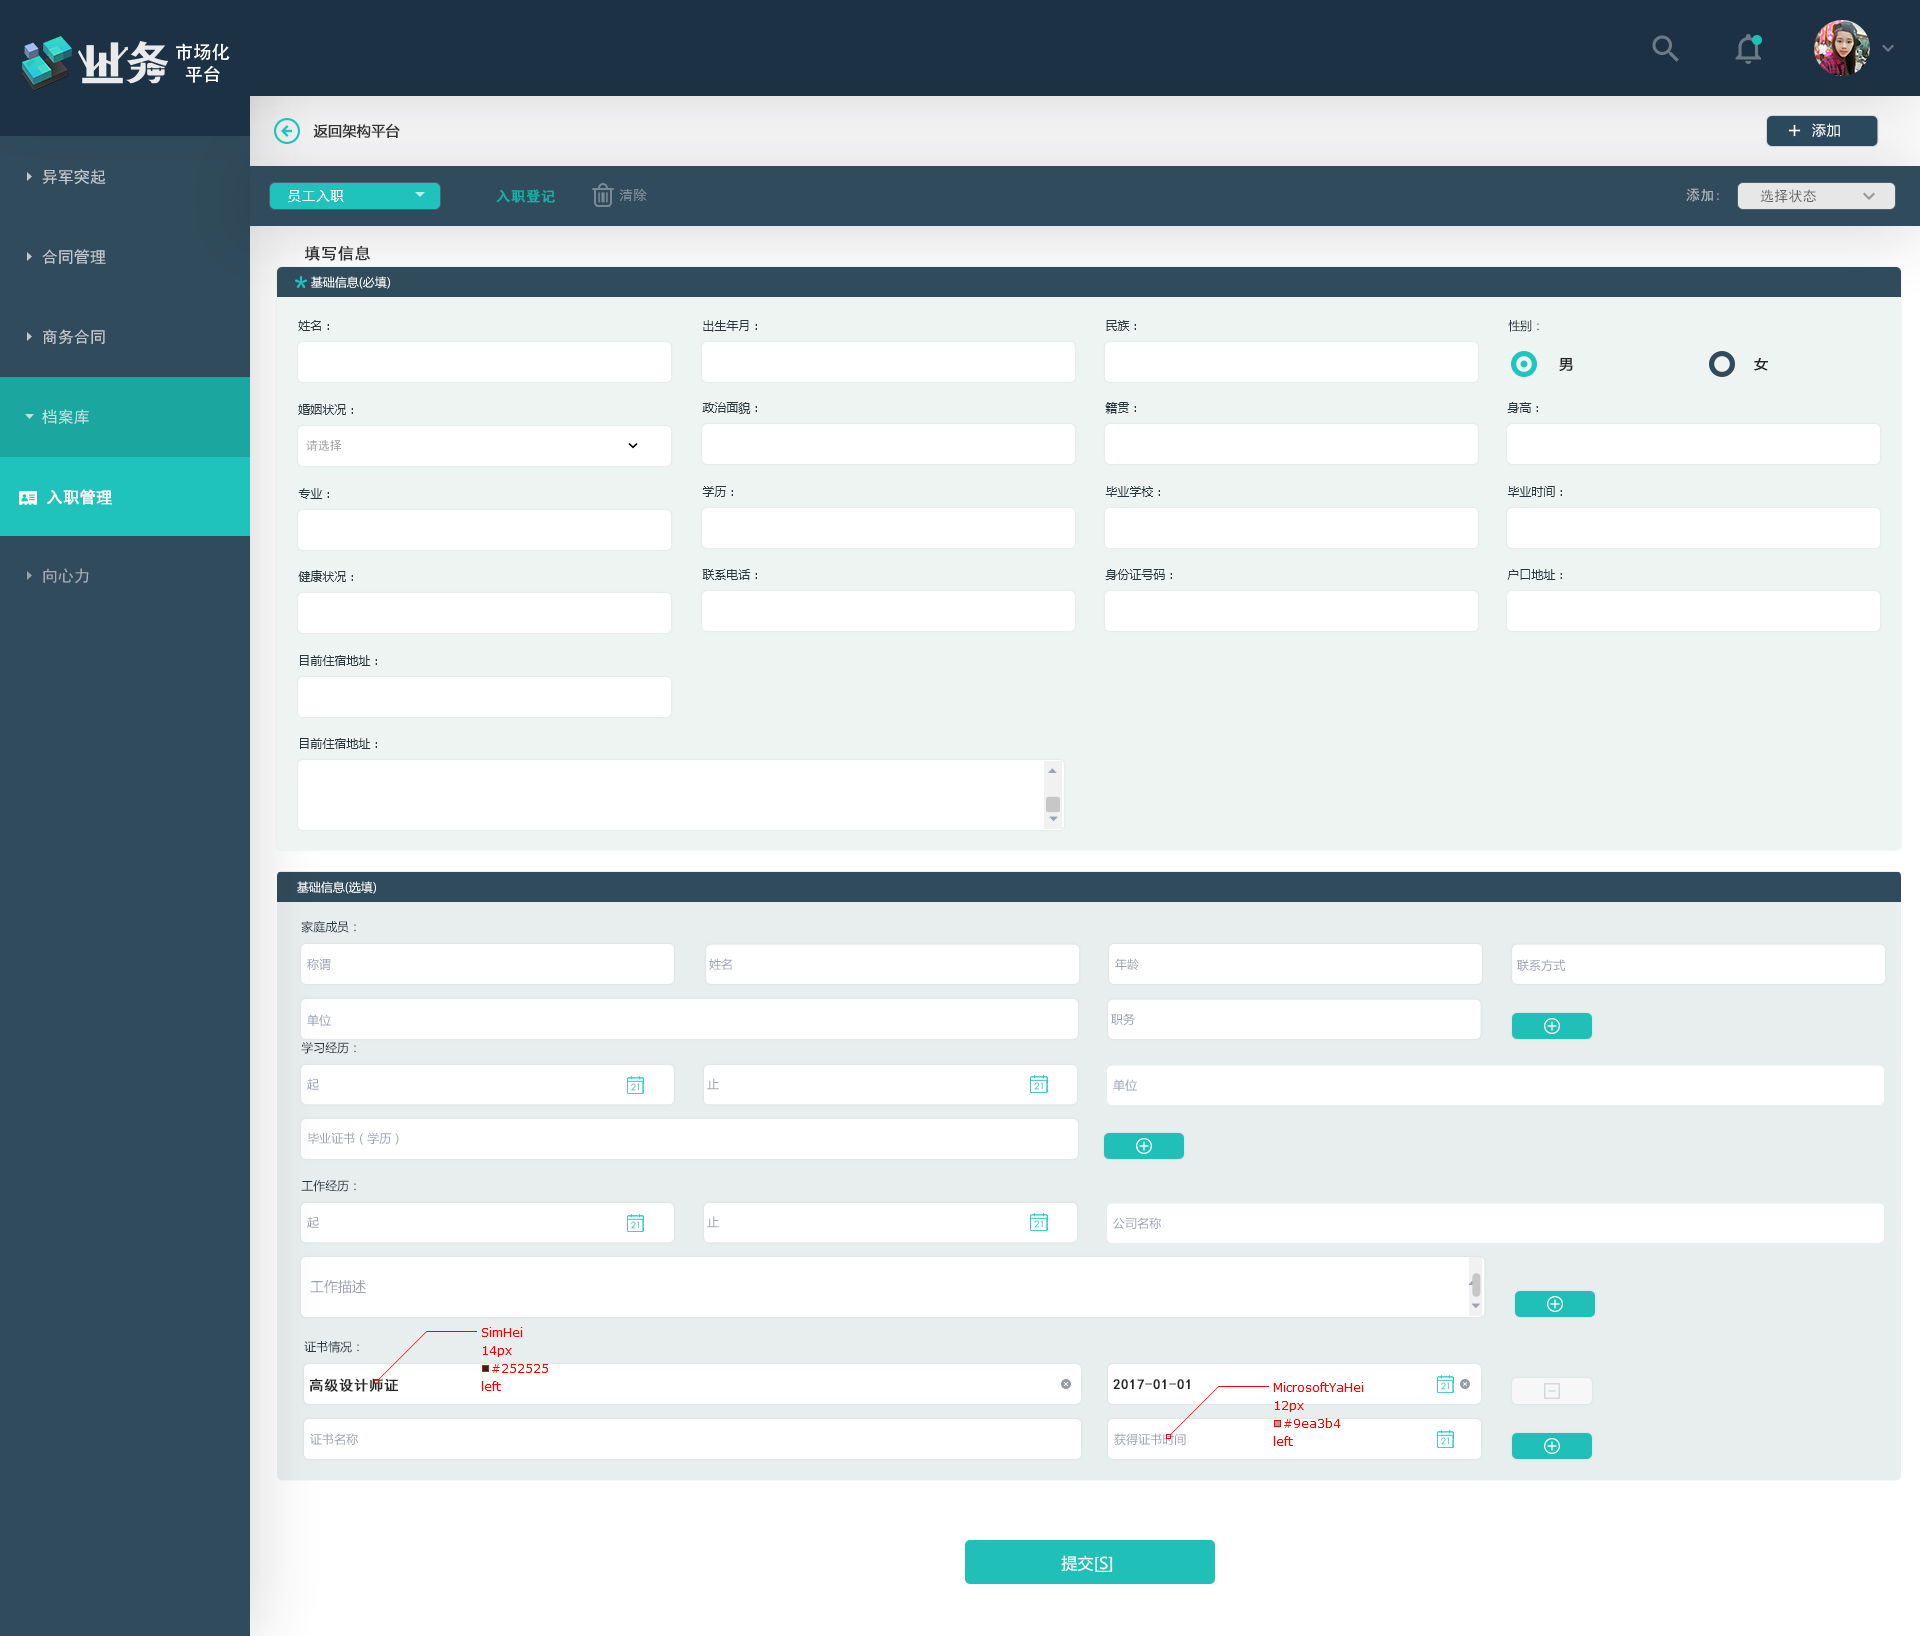 业务 市场化
平台
返回架构平台
+ 添加
员工入职
入职登记
清除
添加：
选择状态
异军突起
合同管理
商务合同
档案库
入职管理
向心力
填写信息
* 基础信息(必填)
姓名：
出生年月：
民族：
性别：
男
女
婚姻状况：
政治面貌：
籍贯：
身高：
请选择
专业：
学历：
毕业学校：
毕业时间：
健康状况：
联系电话：
身份证号码：
户口地址：
目前住宿地址：
目前住宿地址：
基础信息(选填)
家庭成员：
称谓
姓名
年龄
联系方式
单位
职务
学习经历：
起
21
止
21
单位
毕业证书（学历）
工作经历：
起
21
止
21
公司名称
工作描述
证书情况：
SimHei
14px
#252525
left
高级设计师证
2017-01-01
21
MicrosoftYaHei
12px
#9ea3b4
left
证书名称
获得证书时间
21
提交[S]